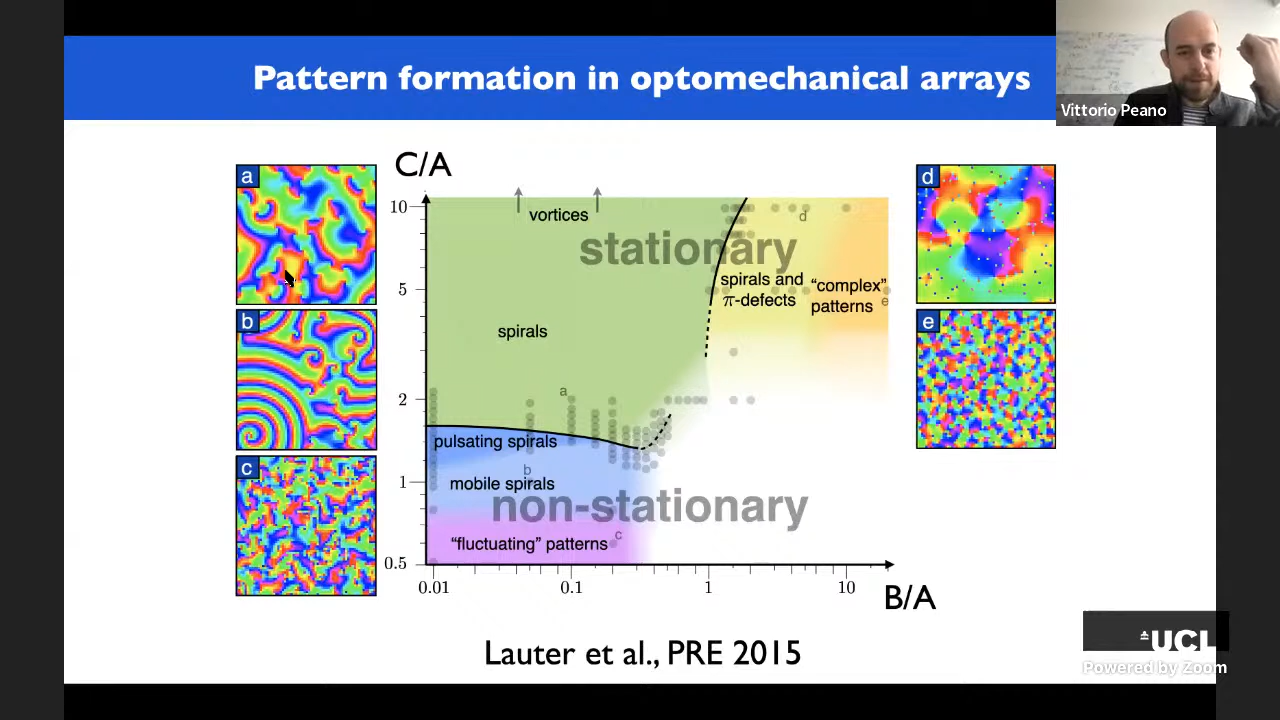 Pattern formation in optomechanical arrays
Vittorio Peano
a
b
c
C/A
10
5
2
1
0.5
vortices
stationary
spirals
spirals and
π-defects
"complex"
patterns
d
e
a
pulsating spirals
b
mobile spirals
non-stationary
"fluctuating" patterns
c
0.01
0.1
1
10
B/A
d
e
Lauter et al., PRE 2015
UCL
Powered by Zoom